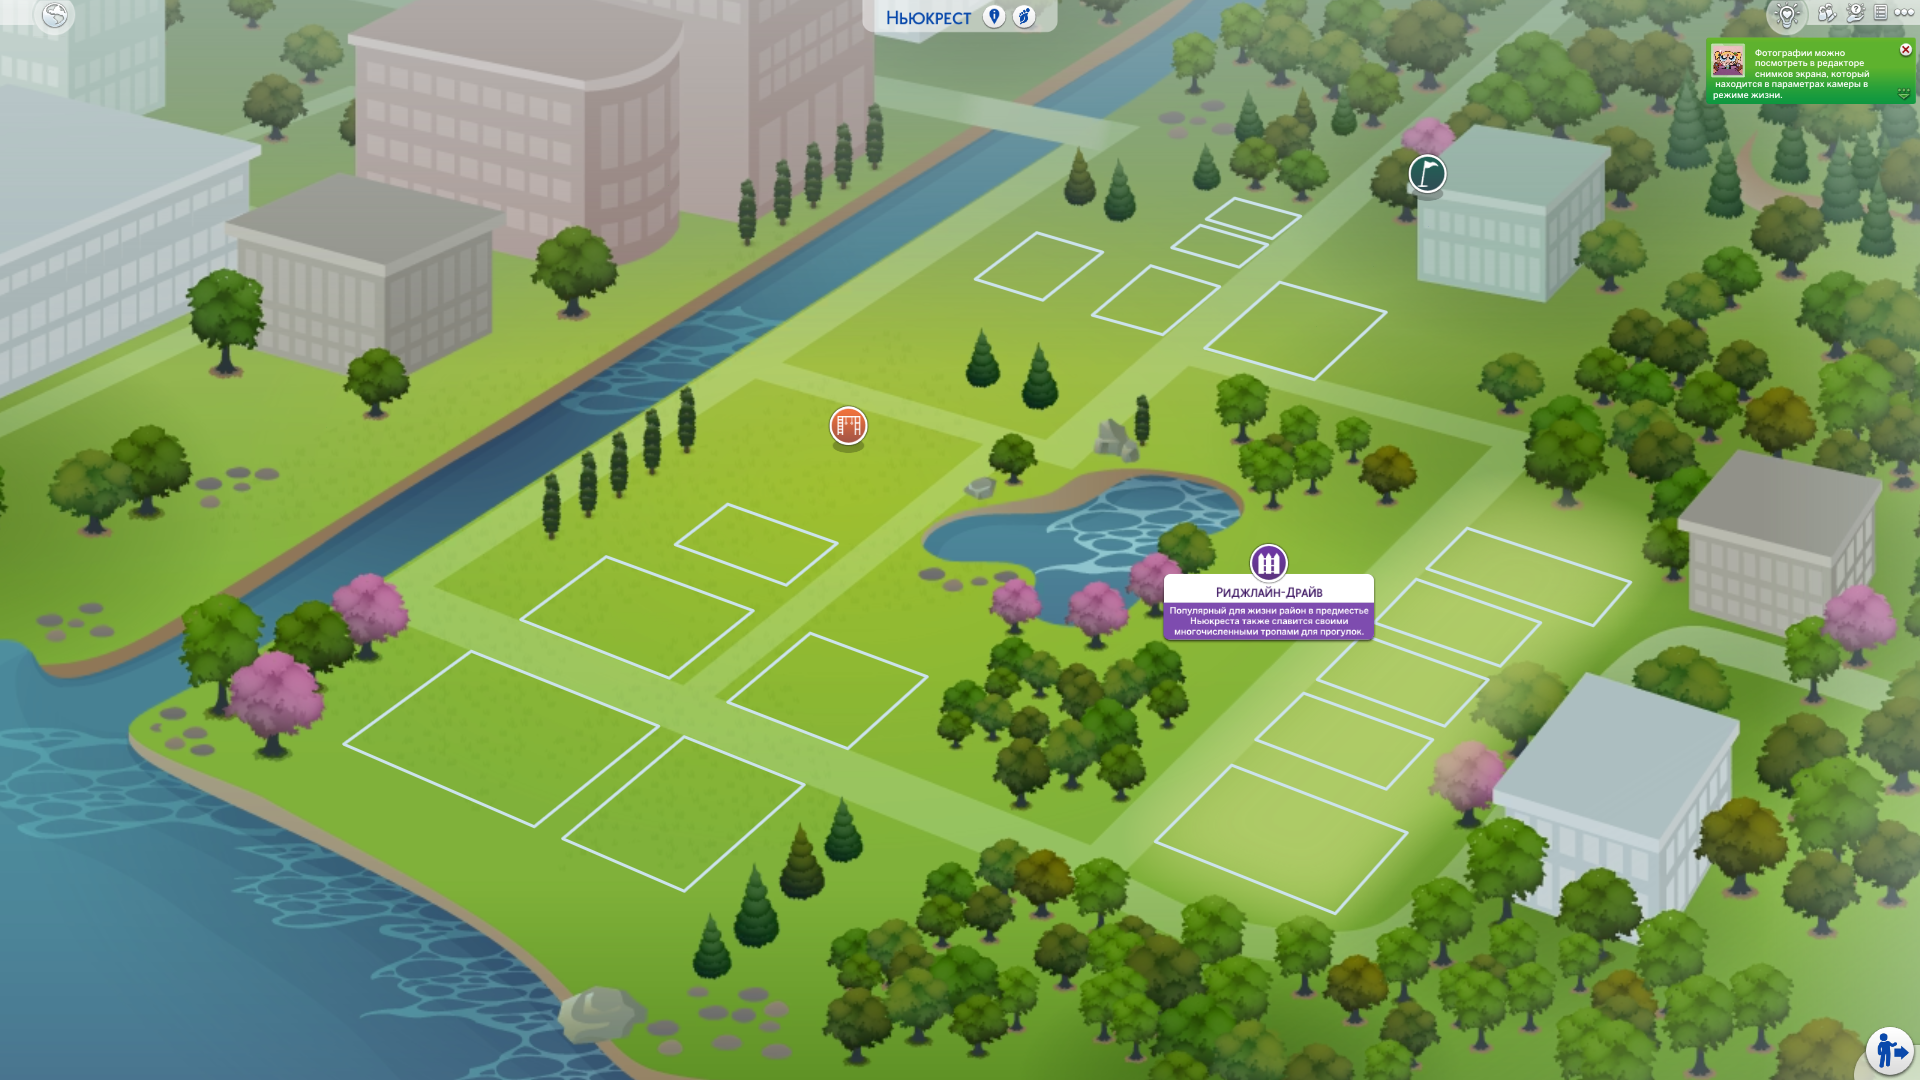 Ньюкрест
Фотографии можно
посмотреть в редакторе
снимков экрана, который
находится в параметрах камеры в
режиме жизни.
Риджлайн-Драйв
Популярный для жизни район в предместье
Ньюкреста также славится своими
многочисленными тропами для прогулок.